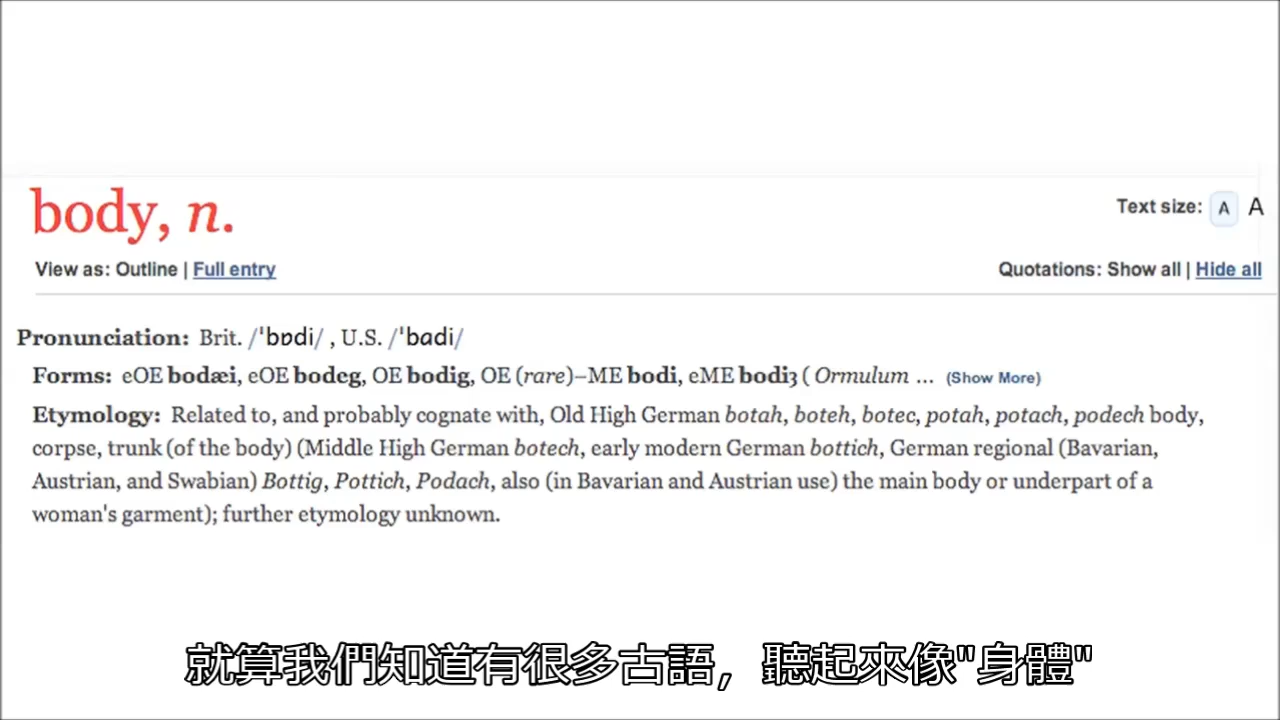 body, n.
Text size: A A
View as: Outline | Full entry
Quotations: Show all | Hide all
Pronunciation: Brit. /ˈbɒdi/ , U.S. /ˈbɑdi/
Forms: eOE bodæi, eOE bodeg, OE bodig, OE (rare)–ME bodi, eME bodiȝ ( Ormulum ... (Show More)
Etymology: Related to, and probably cognate with, Old High German botah, boteh, botec, potah, potach, podech body,
corpse, trunk (of the body) (Middle High German botech, early modern German bottich, German regional (Bavarian,
Austrian, and Swabian) Bottig, Pottich, Podach, also (in Bavarian and Austrian use) the main body or underpart of a
woman's garment); further etymology unknown.
就算我們知道有很多古語，聽起來像"身體"